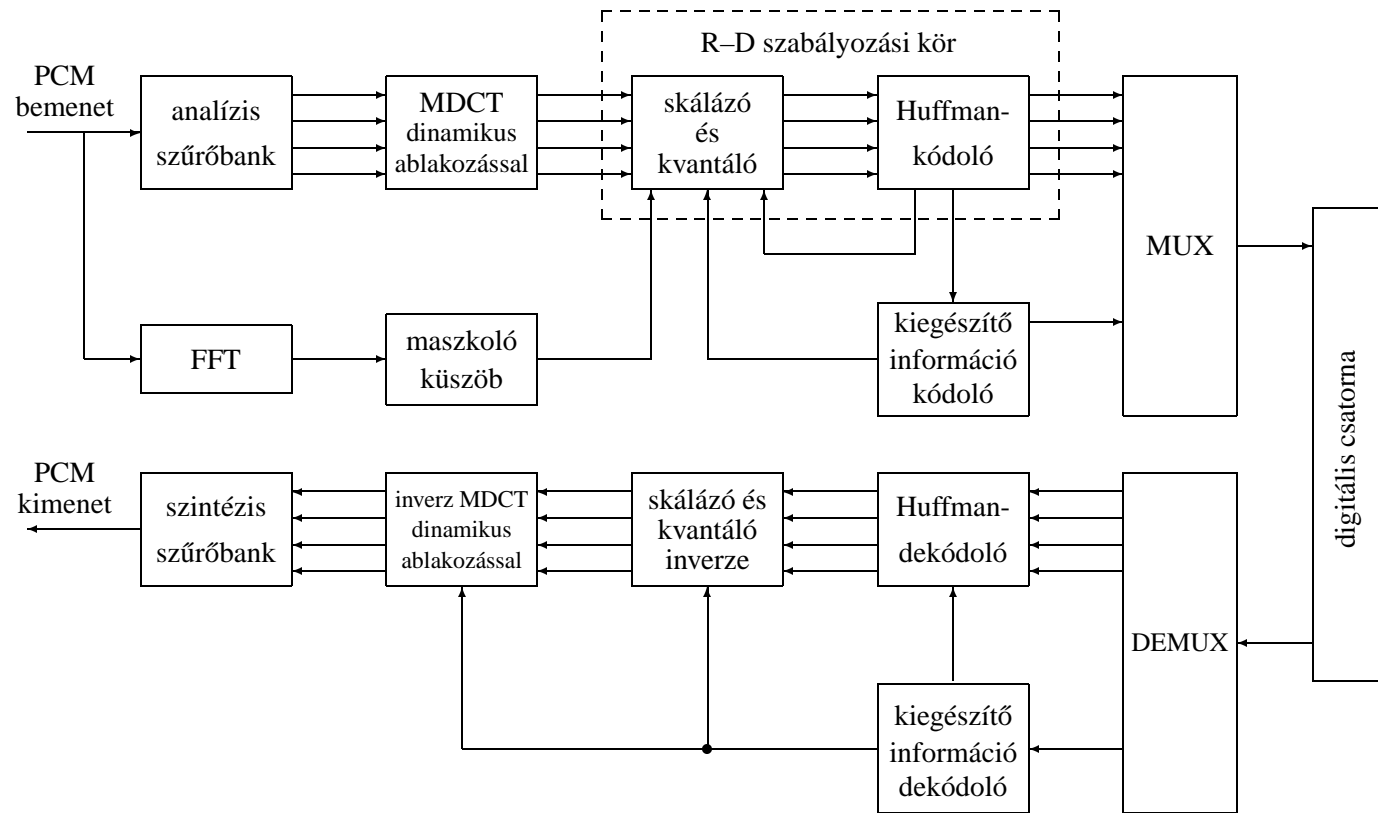 R–D szabályozási kör
PCM
bemenet
analízis
szűrőbank
MDCT
dinamikus
ablakozással
skálázó
és
kvantáló
Huffman-
kódoló
MUX
FFT
maszkoló
küszöb
kiegészítő
információ
kódoló
digitális csatorna
PCM
kimenet
szintézis
szűrőbank
inverz MDCT
dinamikus
ablakozással
skálázó és
kvantáló
inverze
Huffman-
dekódoló
DEMUX
kiegészítő
információ
dekódoló